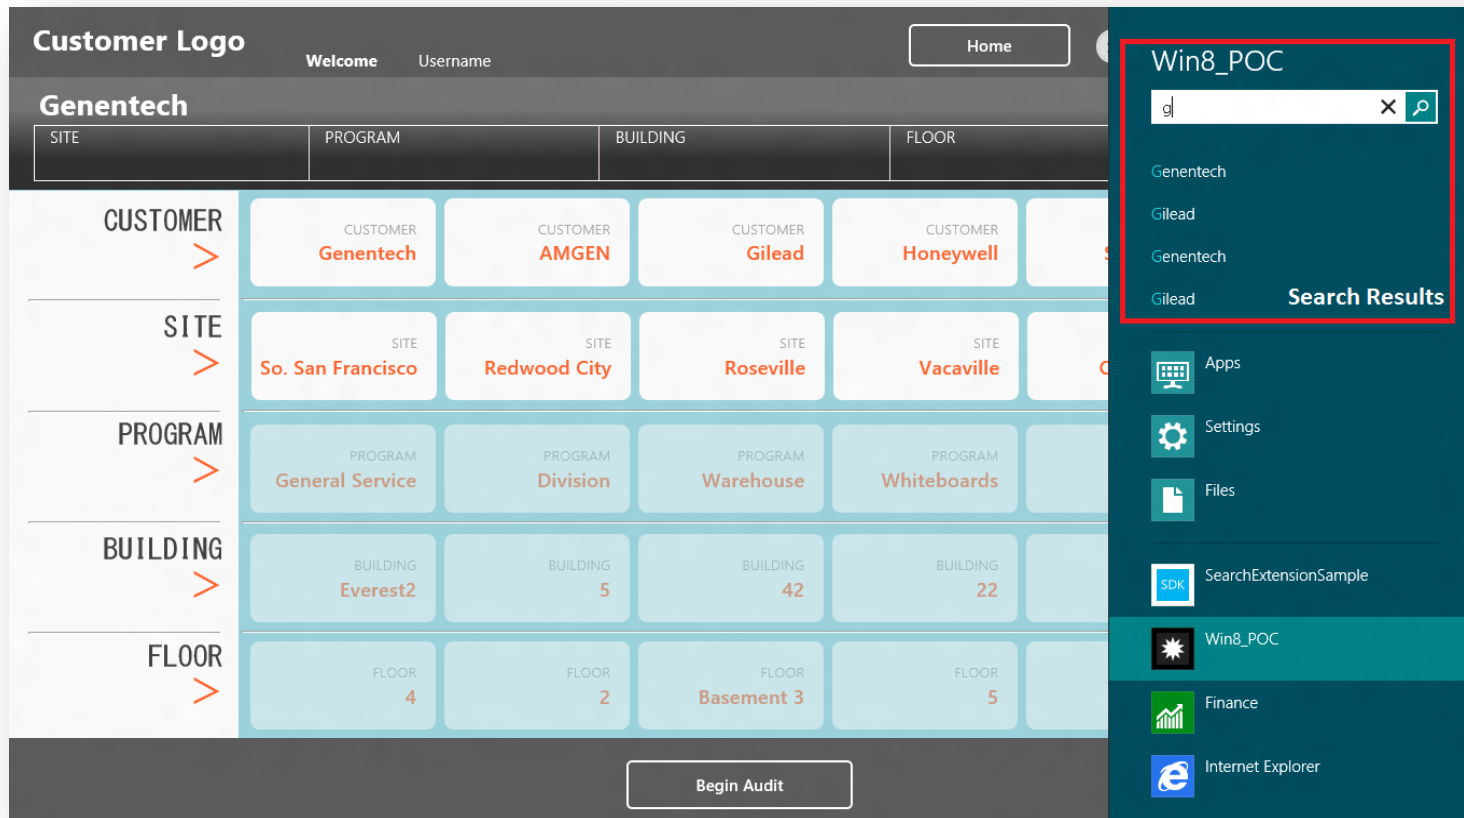 Customer Logo
Welcome Username
Home
Genentech
SITE PROGRAM BUILDING FLOOR
CUSTOMER
>
CUSTOMER
Genentech
CUSTOMER
AMGEN
CUSTOMER
Gilead
CUSTOMER
Honeywell
SITE
>
SITE
So. San Francisco
SITE
Redwood City
SITE
Roseville
SITE
Vacaville
PROGRAM
>
PROGRAM
General Service
PROGRAM
Division
PROGRAM
Warehouse
PROGRAM
Whiteboards
BUILDING
>
BUILDING
Everest2
BUILDING
5
BUILDING
42
BUILDING
22
FLOOR
>
FLOOR
4
FLOOR
2
FLOOR
Basement 3
FLOOR
5
Begin Audit
Win8_POC
g
Genentech
Gilead
Genentech
Gilead
Search Results
Apps
Settings
Files
SDK SearchExtensionSample
Win8_POC
Finance
Internet Explorer